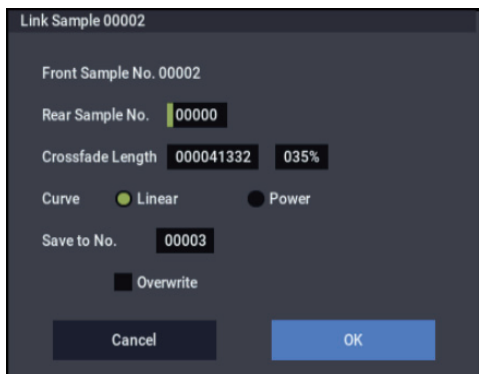 Link Sample 00002
Front Sample No. 00002
Rear Sample No. 00000
Crossfade Length 000041332 035%
Curve Linear Power
Save to No. 00003
Overwrite
Cancel OK